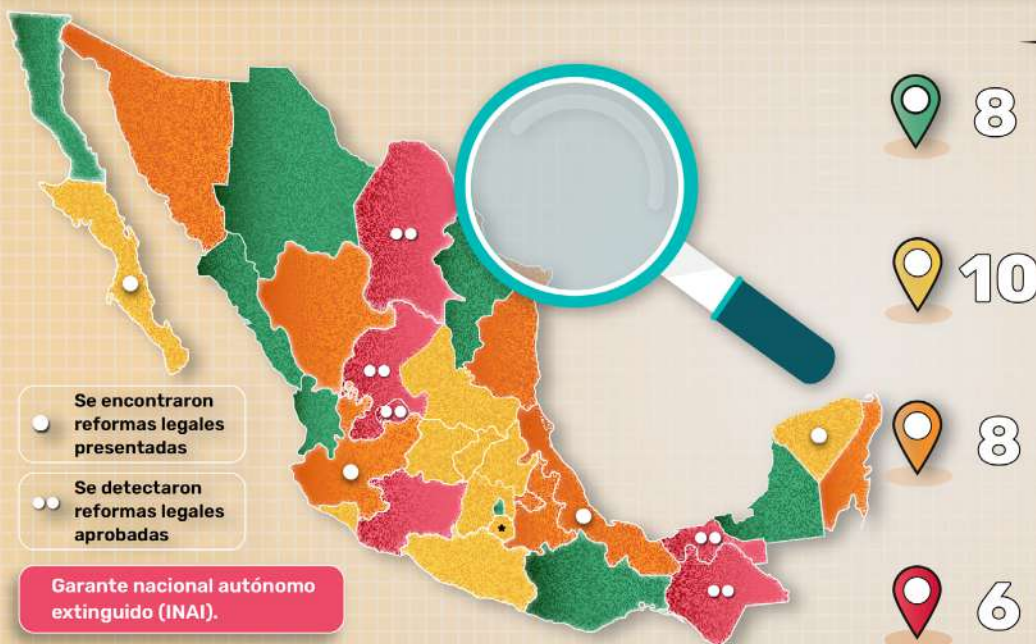 8
10
8
6
Se encontraron
reformas legales
presentadas
Se detectaron
reformas legales
aprobadas
Garante nacional autónomo
extinguido (INAI).